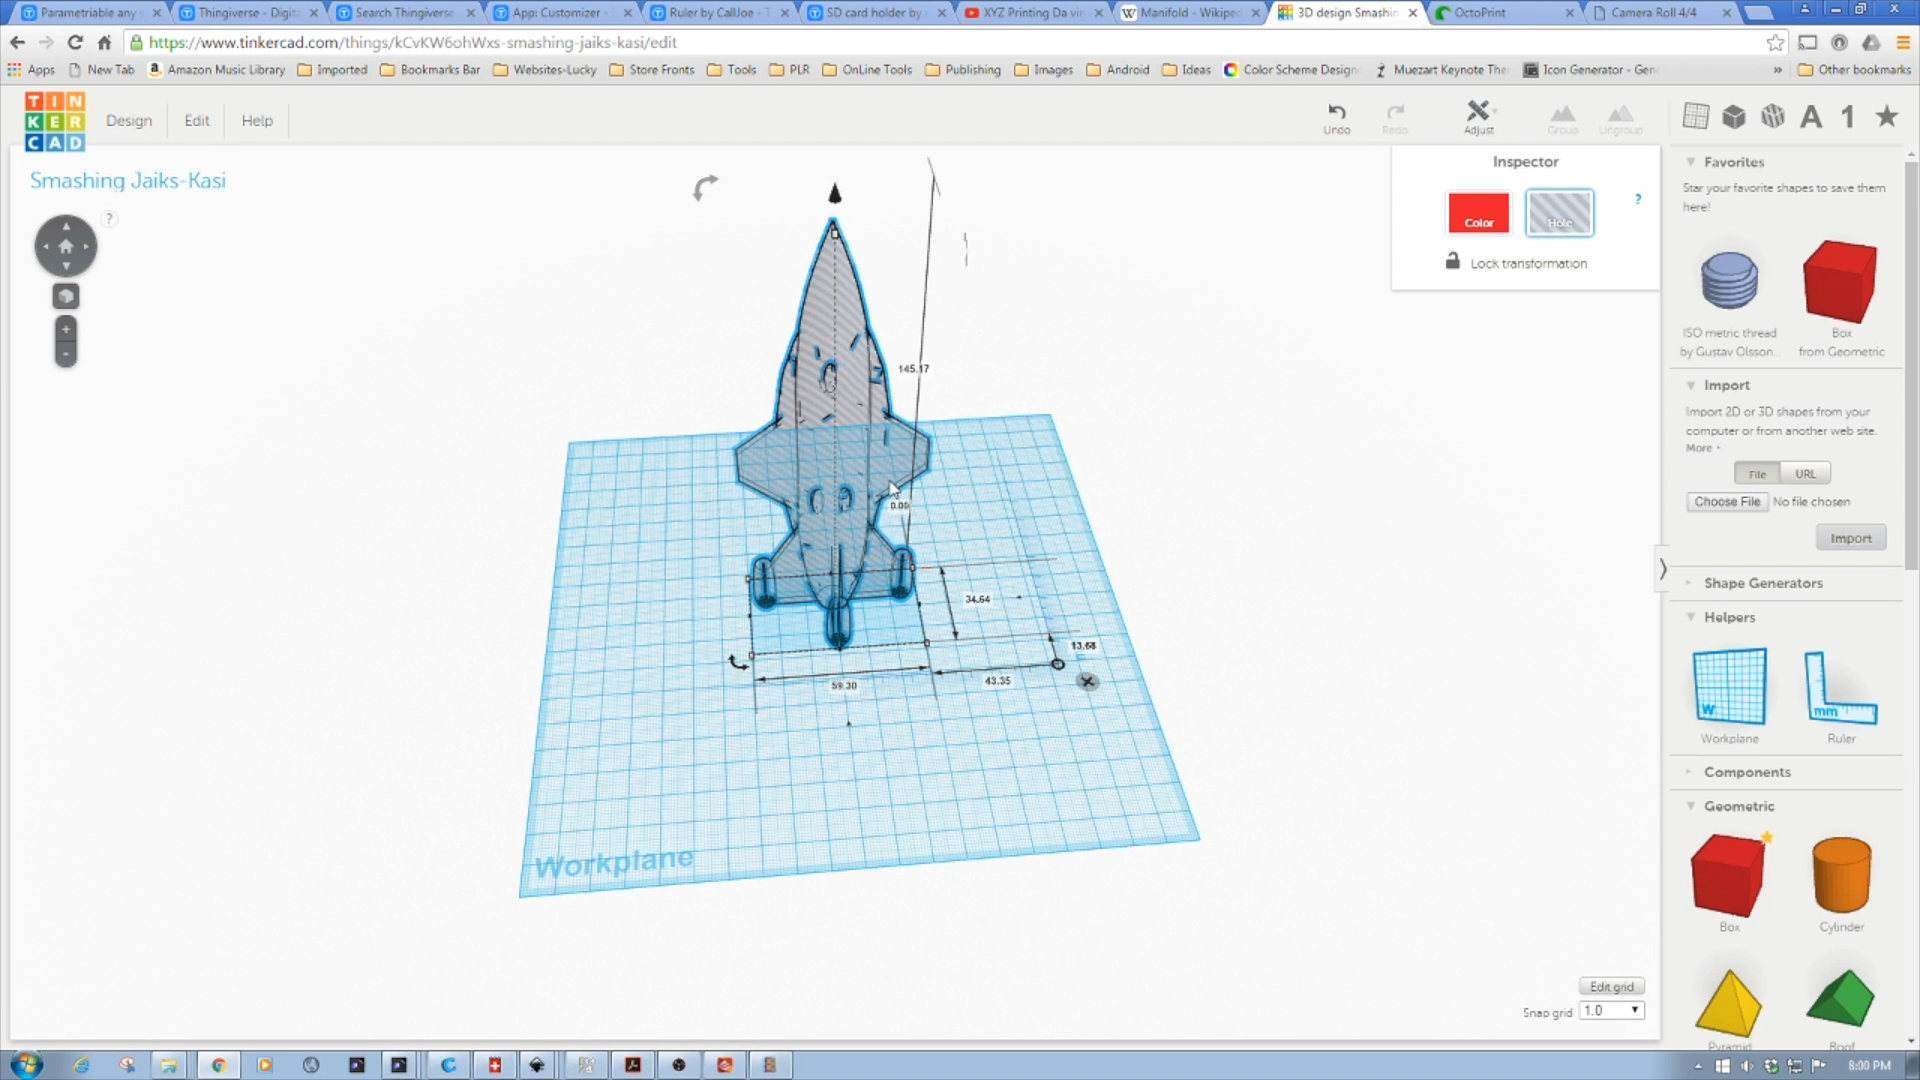 Parametriable any
Thingiverse - Digit
Search Thingiverse
App: Customizer -
Ruler by CallJoe - T
SD card holder by
XYZ Printing Da vin
Manifold - Wikiped
3D design Smashin
OctoPrint
Camera Roll 4/4
https://www.tinkercad.com/things/kCvKW6ohWxs-smashing-jaiks-kasi/edit
Apps
New Tab
Amazon Music Library
Imported
Bookmarks Bar
Websites-Lucky
Store Fronts
Tools
PLR
OnLine Tools
Publishing
Images
Android
Ideas
Color Scheme Design
Muezart Keynote The
Icon Generator - Gene
»
Other bookmarks
TIN
KER
CAD
Design
Edit
Help
Undo
Redo
Adjust
Group
Ungroup
A
1
Smashing Jaiks-Kasi
?
+
-
Inspector
Color
Hole
?
Lock transformation
145.17
0.00
34.64
13.68
59.30
43.35
Workplane
Edit grid
Snap grid
1.0
Favorites
Star your favorite shapes to save them
here!
ISO metric thread
by Gustav Olsson...
Box
from Geometric
Import
Import 2D or 3D shapes from your
computer or from another web site.
More
File
URL
Choose File
No file chosen
Import
Shape Generators
Helpers
W
mm
Workplane
Ruler
Components
Geometric
Box
Cylinder
Pyramid
Roof
8:00 PM